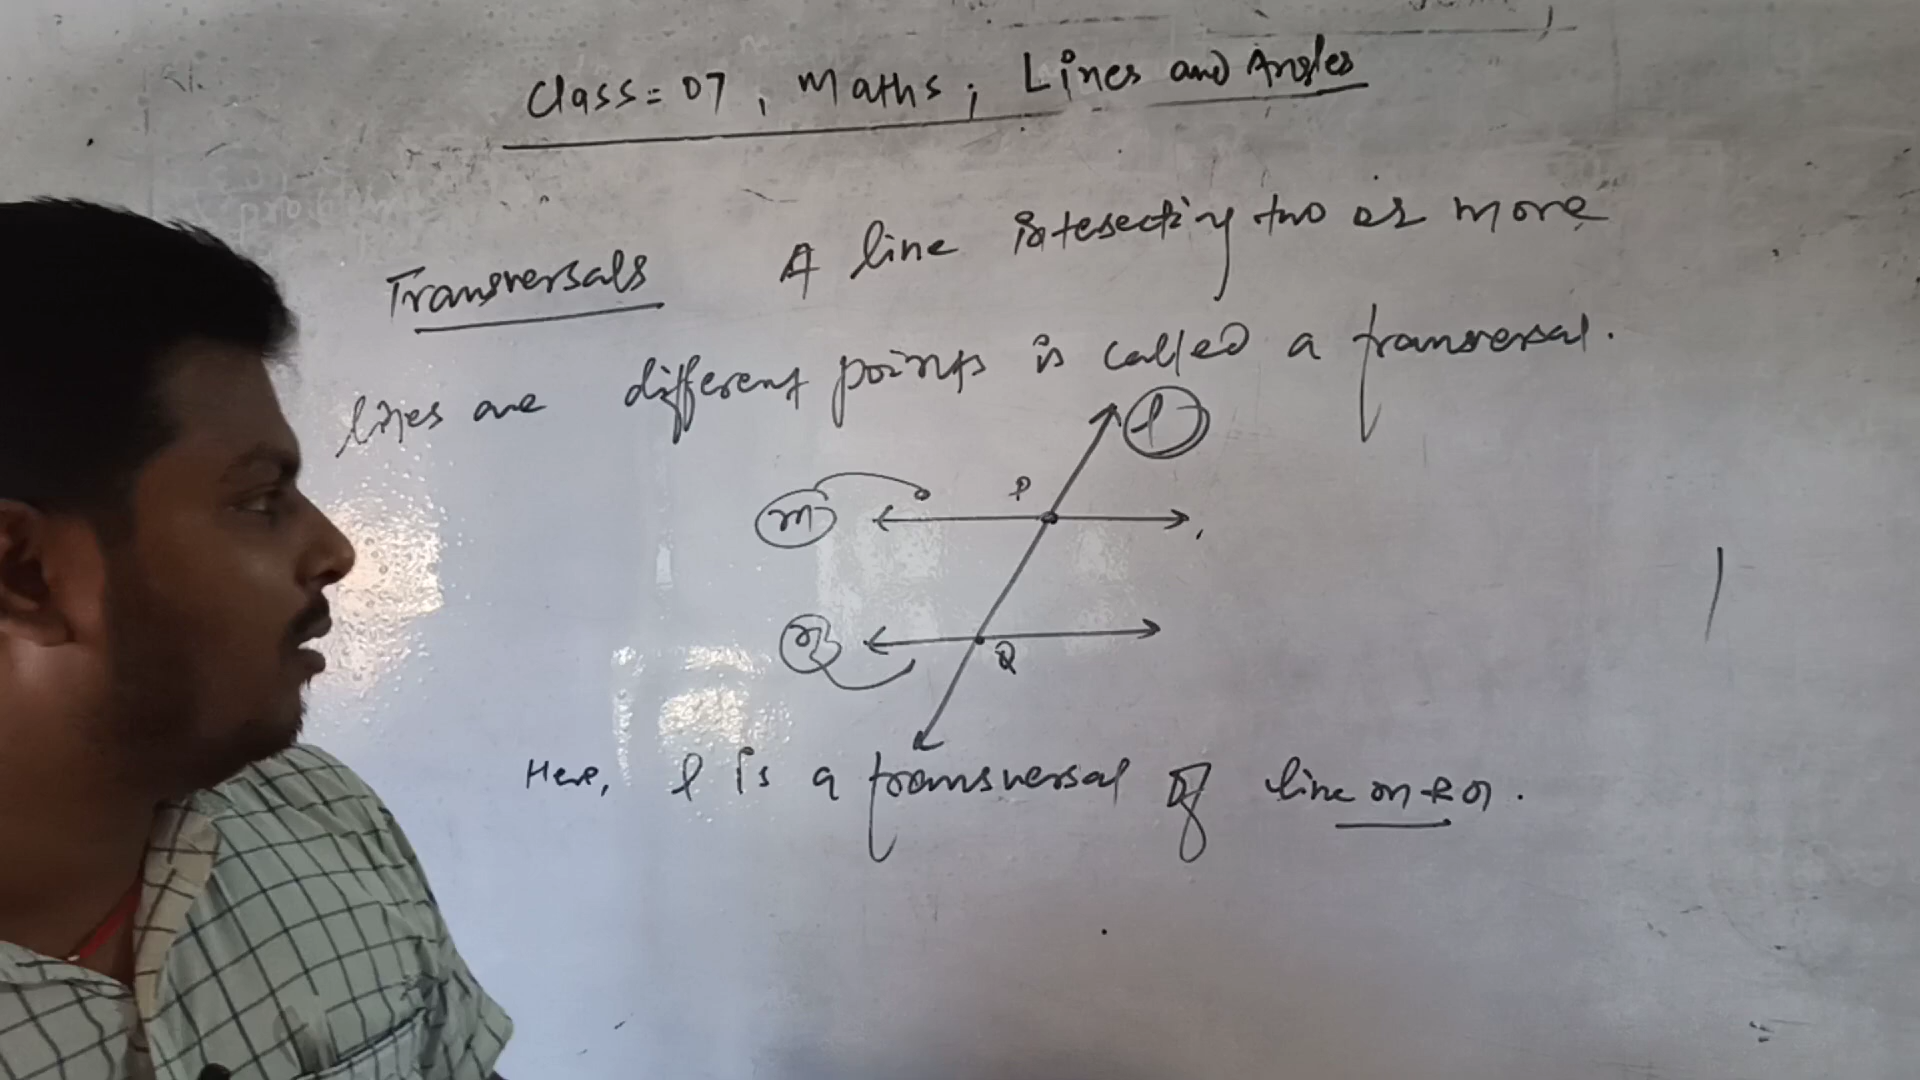 Class = 07, Maths; Lines and Angles
Transversals A line intesecting two or more
lines are different points is called a transversal.
l
P
m
n
Q
Here, l is a transversal of line m & n.